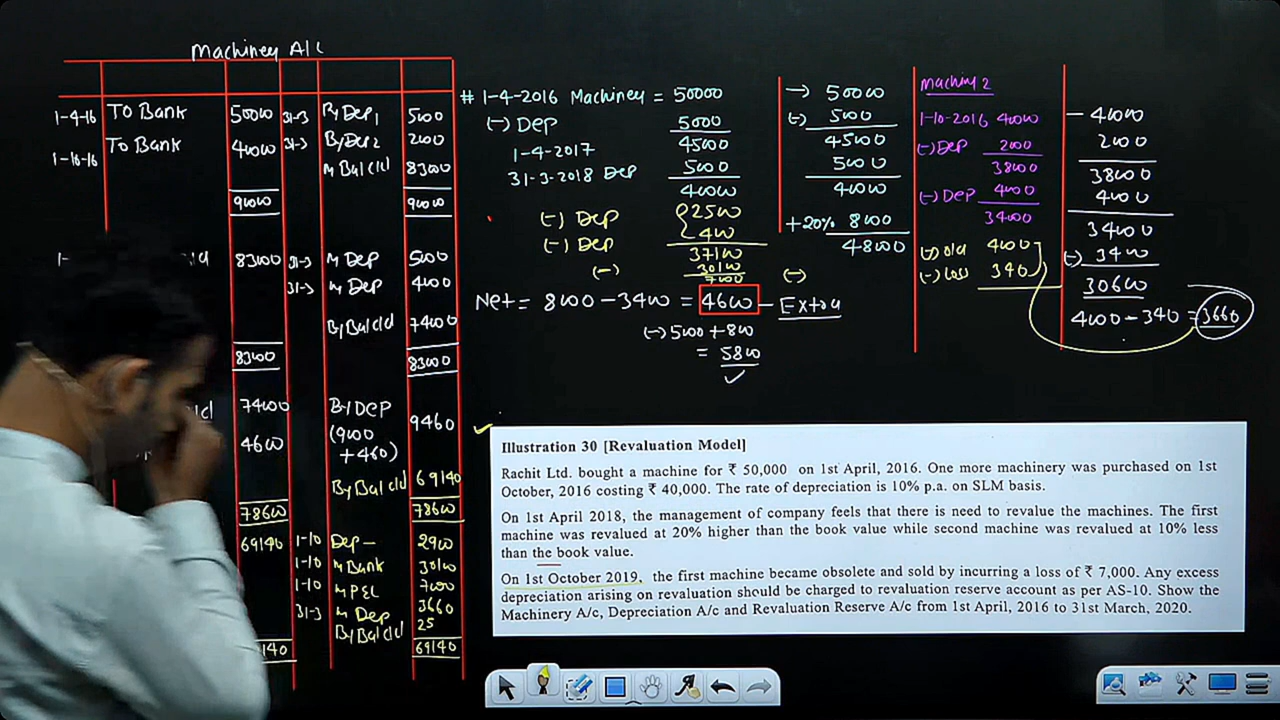 Machiney A/c
1-4-16 To Bank 50000 31-3 By Dep1 5000
1-10-16 To Bank 40000 31-3 By Dep2 2000
By Bal c/d 83000
90000 90000
83000 31-3 By Dep 5000
31-3 By Dep 4000
By Bal c/d 74000
83000 83000
74000 By Dep 9460
4600 (9000
+460)
By Bal c/d 69140
78600 78600
69140 1-10 Dep - 2900
1-10 By Bank 30100
1-10 By P&L 7000
31-3 By Dep 3660
By Bal c/d 25
140 69140
# 1-4-2016 Machiney = 50000
(-) Dep 5000
45000
1-4-2017
31-3-2018 Dep 5000
40000
(-) Dep 2500
(-) Dep 400
37100
(-) 30100
7000
Net = 8000 - 3400 = 4600 - Extra
(-) 5000 + 800
= 5800
→ 50000
(-) 5000
45000
5000
40000
+20% 8000
48000
(-)
Machiny 2
1-10-2016 40000
(-) Dep 2000
38000
(-) Dep 4000
34000
4000
(-) Loss 340
- 40000
2000
38000
4000
34000
(-) 3400
30600
4000 - 340 = 3660
Illustration 30 [Revaluation Model]
Rachit Ltd. bought a machine for ₹ 50,000 on 1st April, 2016. One more machinery was purchased on 1st
October, 2016 costing ₹ 40,000. The rate of depreciation is 10% p.a. on SLM basis.
On 1st April 2018, the management of company feels that there is need to revalue the machines. The first
machine was revalued at 20% higher than the book value while second machine was revalued at 10% less
than the book value.
On 1st October 2019, the first machine became obsolete and sold by incurring a loss of ₹ 7,000. Any excess
depreciation arising on revaluation should be charged to revaluation reserve account as per AS-10. Show the
Machinery A/c, Depreciation A/c and Revaluation Reserve A/c from 1st April, 2016 to 31st March, 2020.